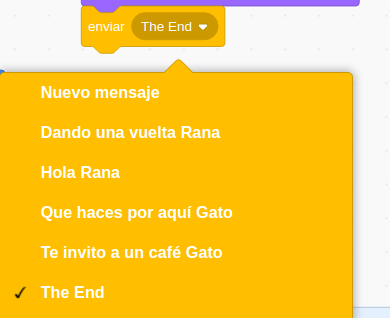 enviar The End
Nuevo mensaje
Dando una vuelta Rana
Hola Rana
Que haces por aquí Gato
Te invito a un café Gato
The End